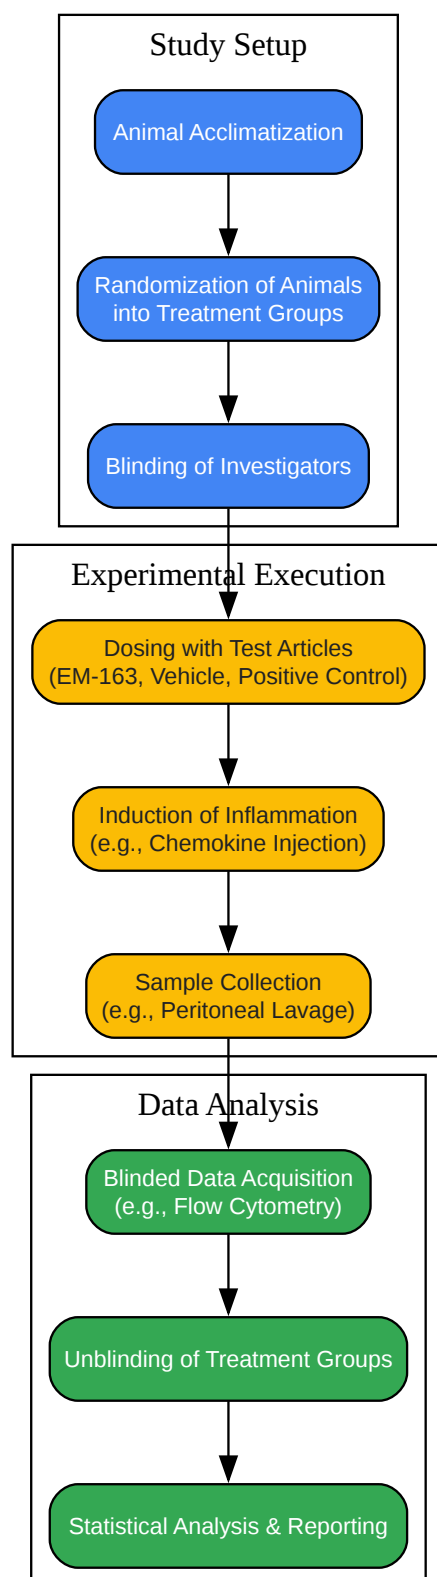 Study Setup
Animal Acclimatization
Randomization of Animals
into Treatment Groups
Blinding of Investigators
Experimental Execution
Dosing with Test Articles
(EM-163, Vehicle, Positive Control)
Induction of Inflammation
(e.g., Chemokine Injection)
Sample Collection
(e.g., Peritoneal Lavage)
Data Analysis
Blinded Data Acquisition
(e.g., Flow Cytometry)
Unblinding of Treatment Groups
Statistical Analysis & Reporting